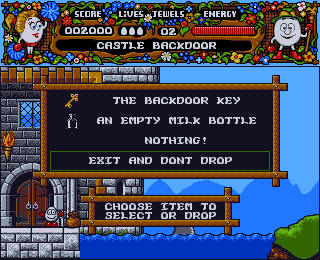 SCORE LIVES JEWELS ENERGY
002000 02
CASTLE BACKDOOR
THE BACKDOOR KEY
AN EMPTY MILK BOTTLE
NOTHING!
EXIT AND DONT DROP
CHOOSE ITEM TO
SELECT OR DROP